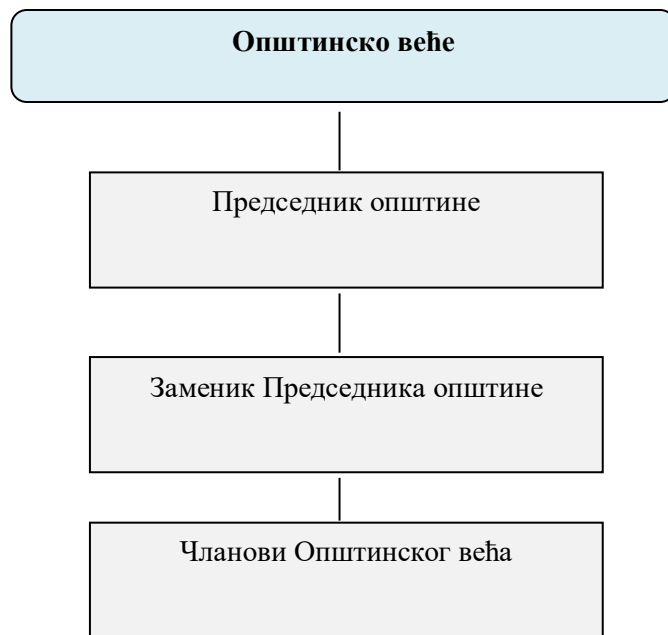 Општинско веће
Председник општине
Заменик Председника општине
Чланови Општинског већа